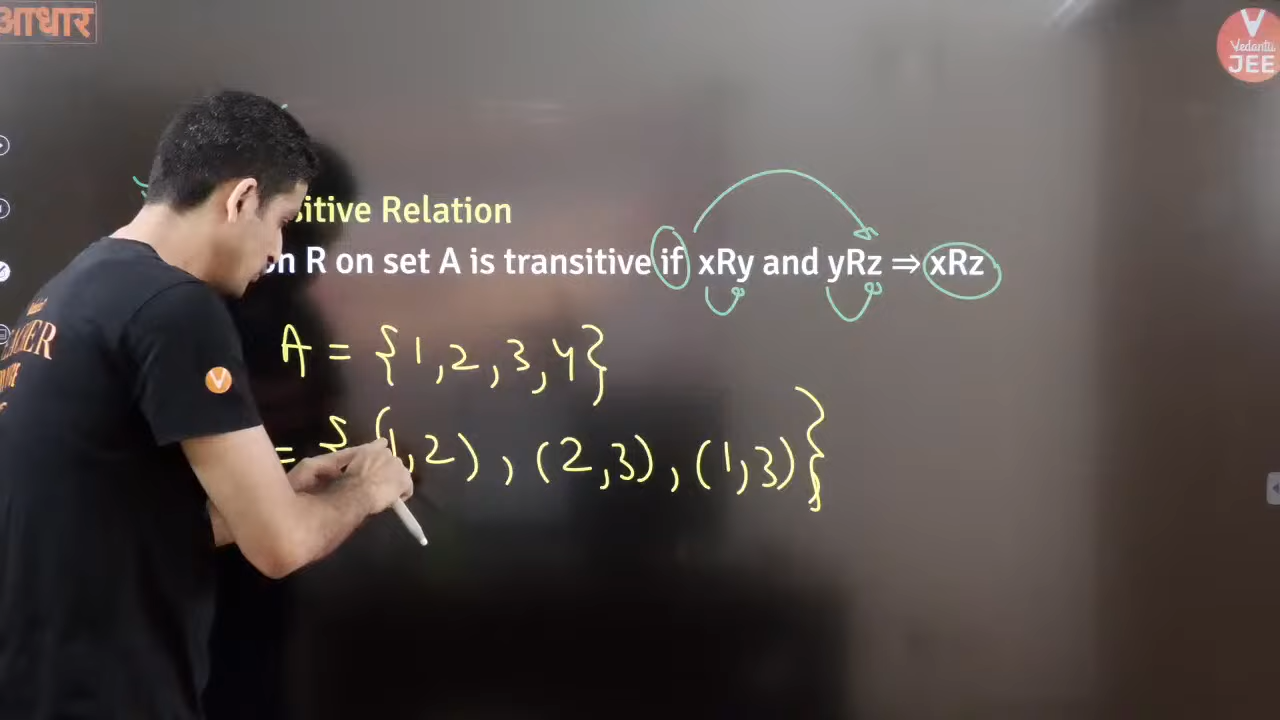 आधार
Vedantu
JEE
sitive Relation
on R on set A is transitive if xRy and yRz ⇒ xRz
A = {1,2,3,4}
= {(1,2), (2,3), (1,3)}
V